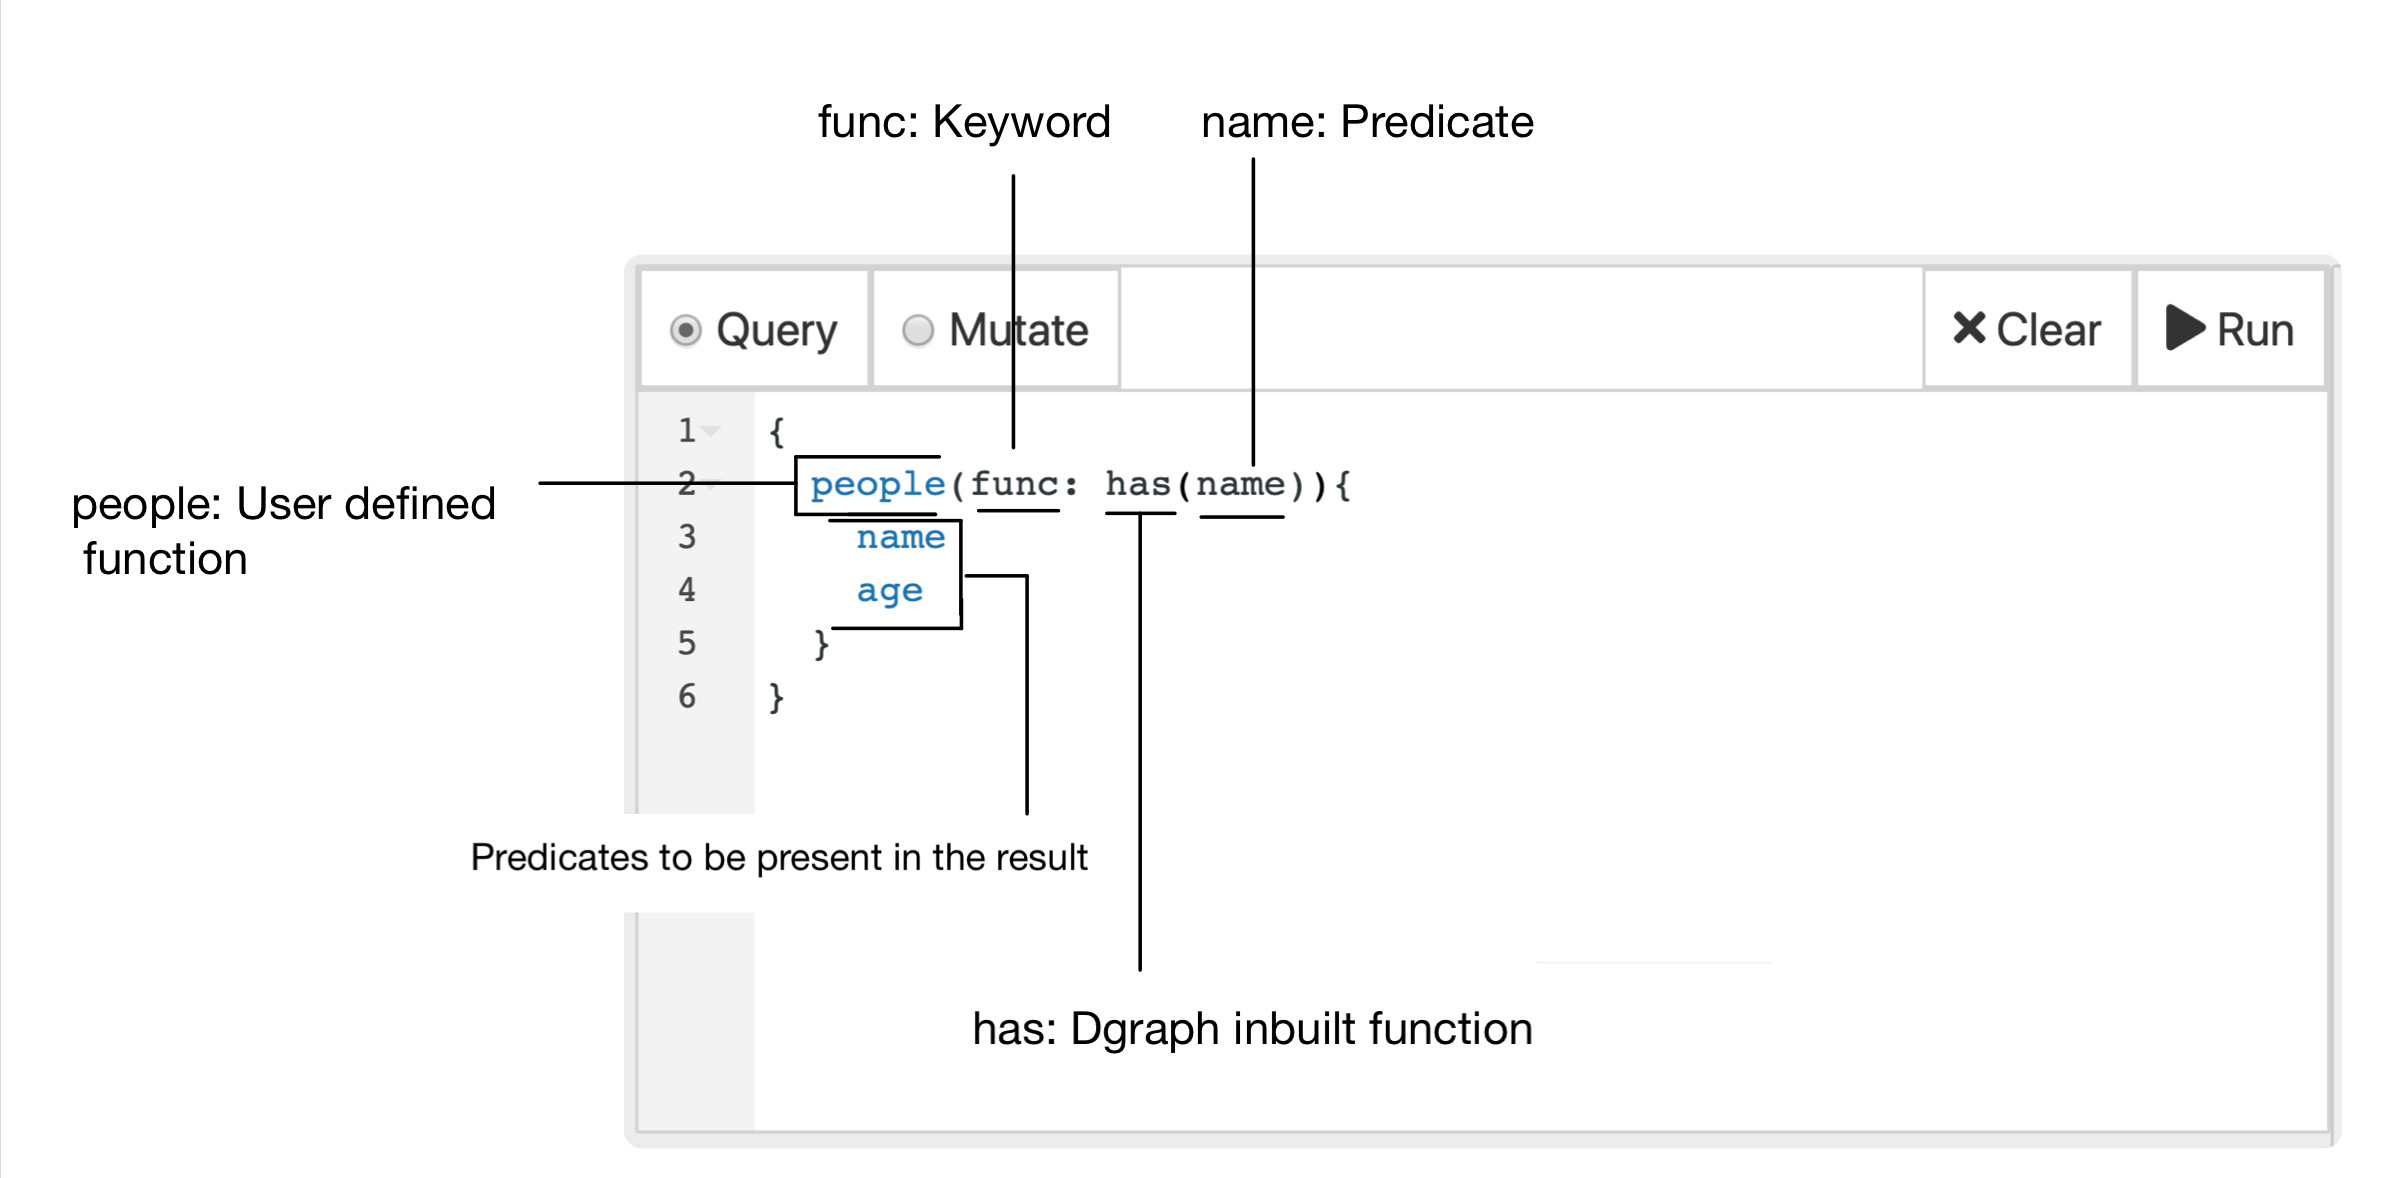 func: Keyword
name: Predicate
Query
Mutate
Clear
Run
1 {
people: User defined
function
2 people(func: has(name)){
3 name
4 age
5 }
6 }
Predicates to be present in the result
has: Dgraph inbuilt function